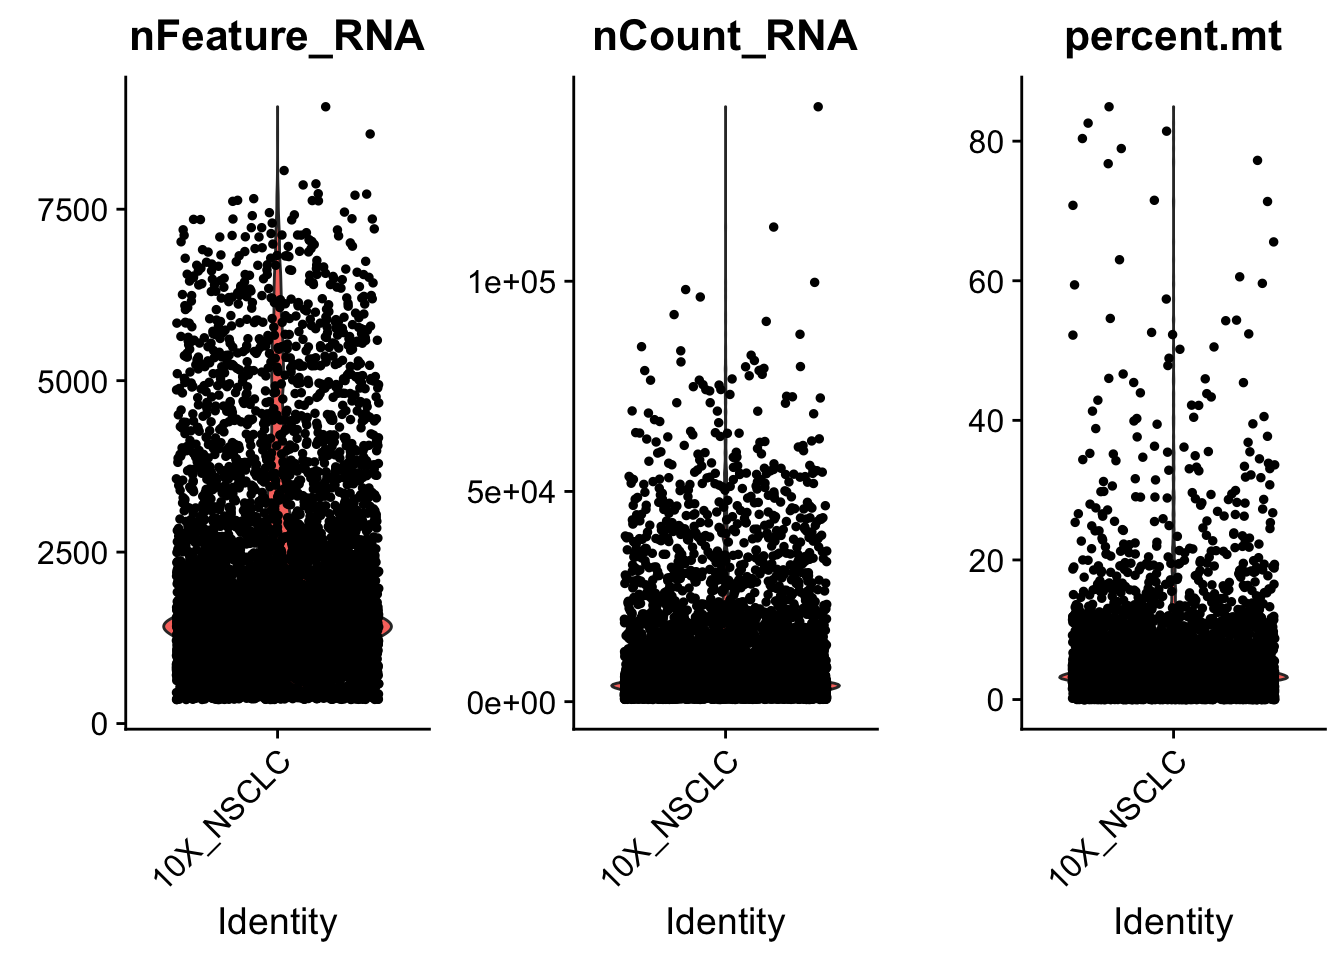 nFeature_RNA
7500
5000
2500
0
10X_NSCLC
Identity
nCount_RNA
1e+05
5e+04
0e+00
10X_NSCLC
Identity
percent.mt
80
60
40
20
0
10X_NSCLC
Identity